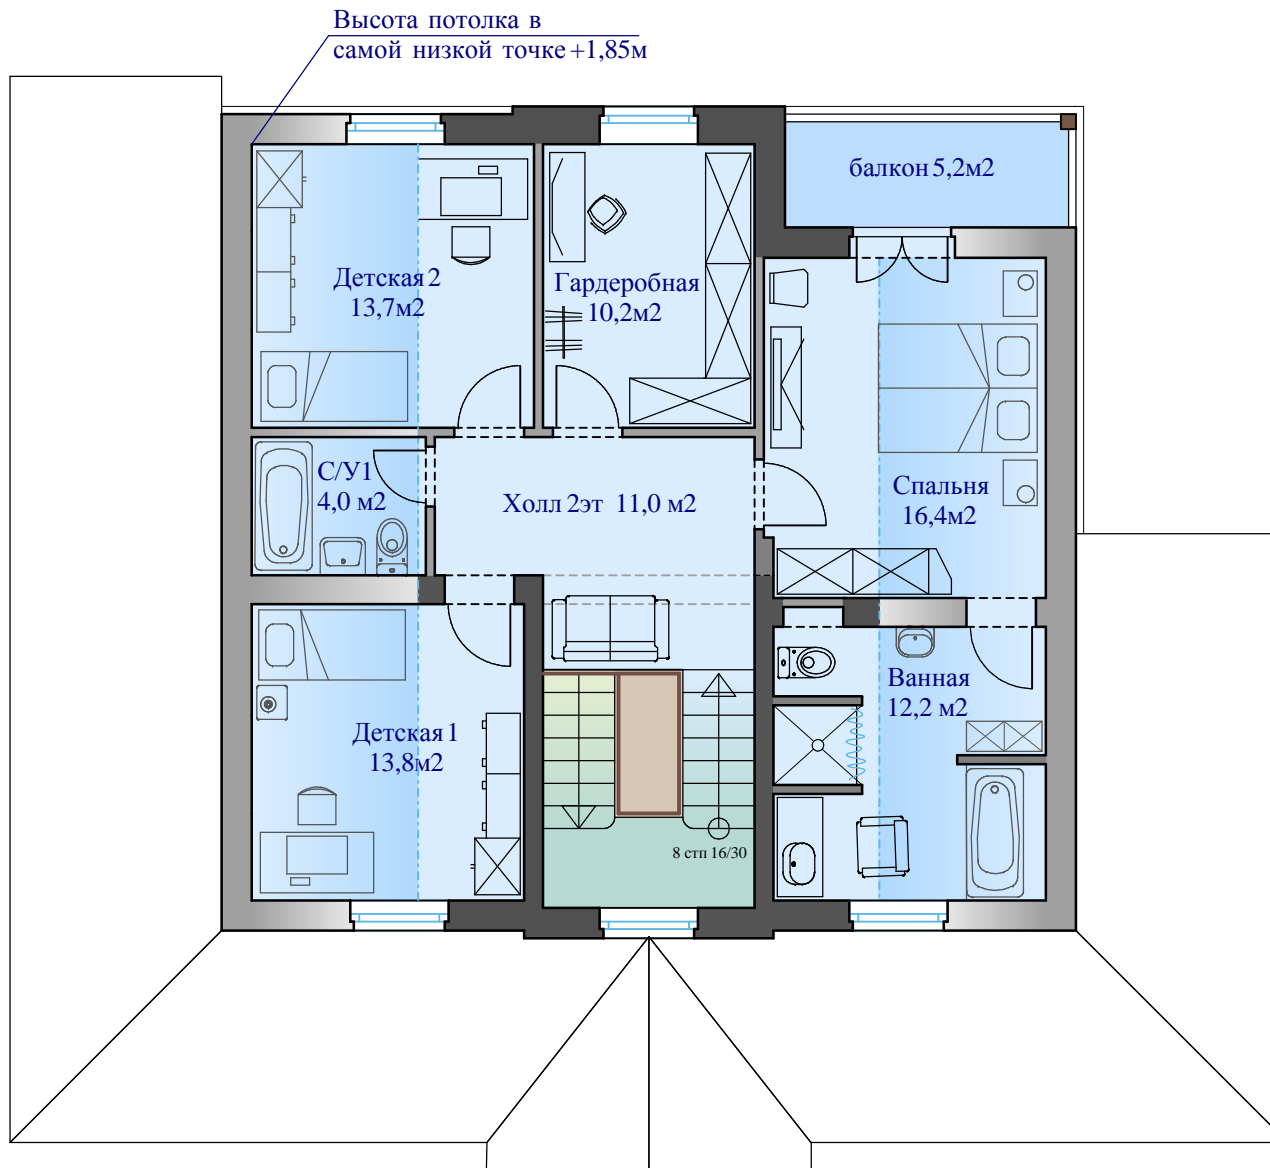 Высота потолка в
самой низкой точке +1,85м
балкон 5,2м2
Детская 2
13,7м2
Гардеробная
10,2м2
С/У1
4,0 м2
Холл 2эт 11,0 м2
Спальня
16,4м2
Ванная
12,2 м2
Детская 1
13,8м2
8 стп 16/30